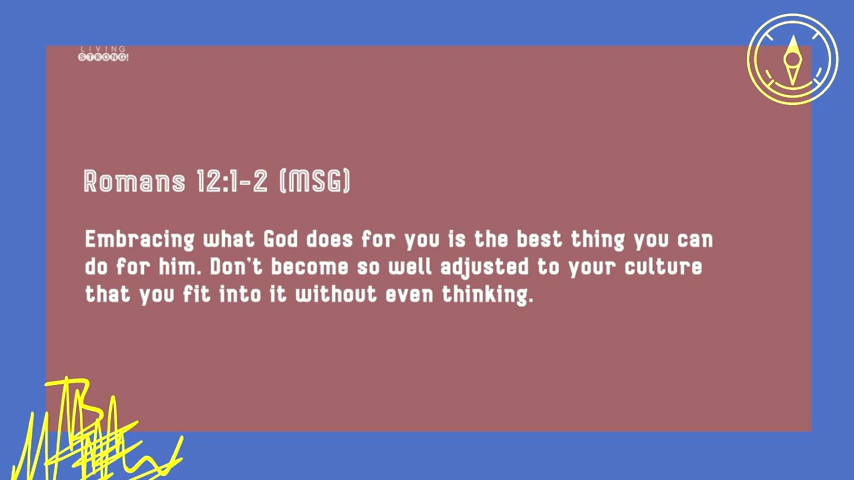 LIVING
STRONG!
Romans 12:1-2 (MSG)
Embracing what God does for you is the best thing you can
do for him. Don't become so well adjusted to your culture
that you fit into it without even thinking.